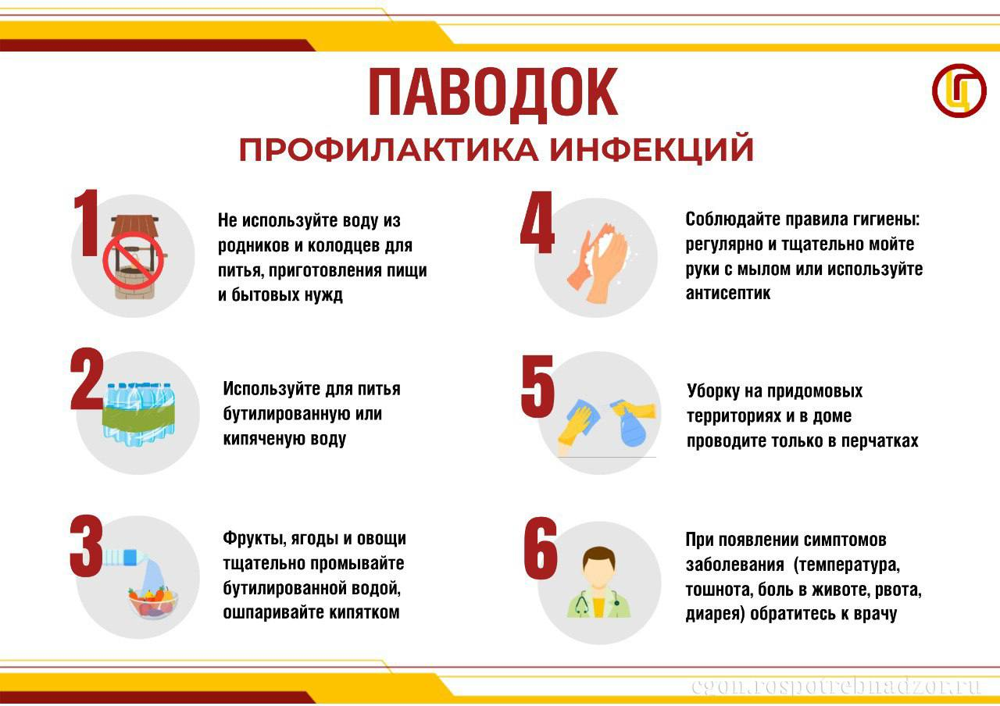 ПАВОДОК
ПРОФИЛАКТИКА ИНФЕКЦИЙ
1
Не используйте воду из
родников и колодцев для
питья, приготовления пищи
и бытовых нужд
2
Используйте для питья
бутилированную или
кипяченую воду
3
Фрукты, ягоды и овощи
тщательно промывайте
бутилированной водой,
ошпаривайте кипятком
4
Соблюдайте правила гигиены:
регулярно и тщательно мойте
руки с мылом или используйте
антисептик
5
Уборку на придомовых
территориях и в доме
проводите только в перчатках
6
При появлении симптомов
заболевания (температура,
тошнота, боль в животе, рвота,
диарея) обратитесь к врачу
cgon.rospotrebnadzor.ru